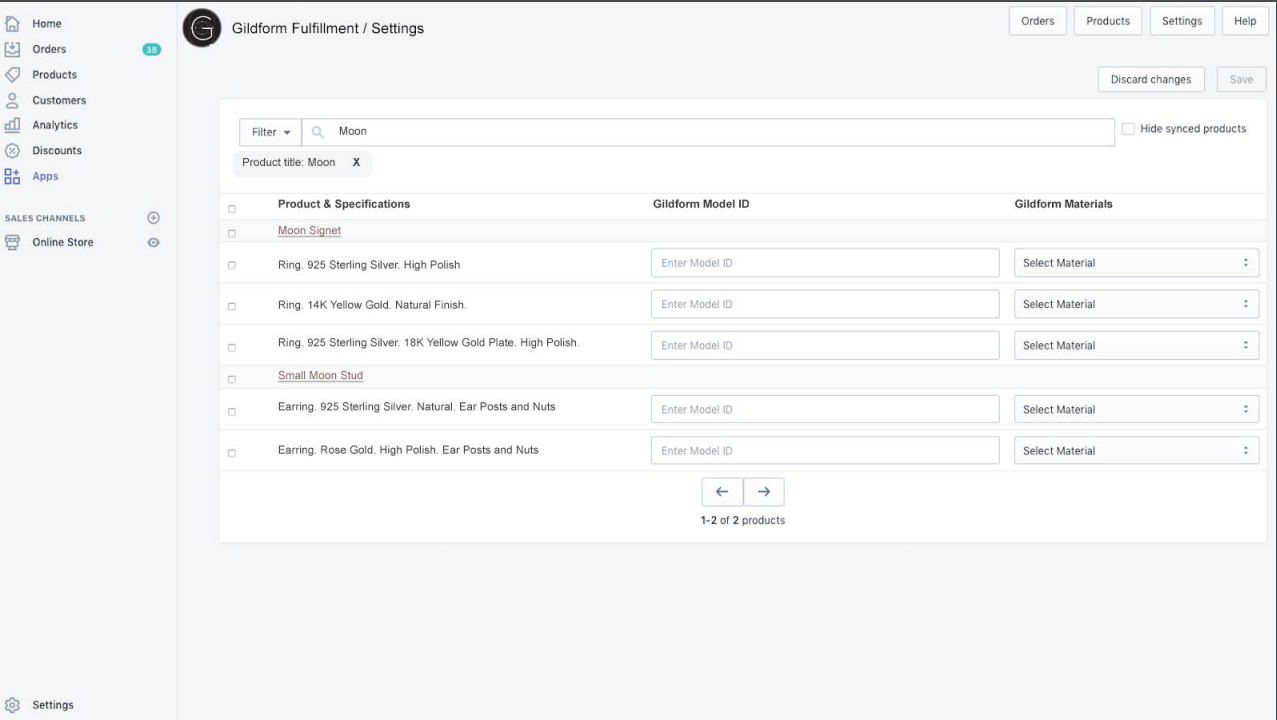 Home
Orders 38
Products
Customers
Analytics
Discounts
Apps
SALES CHANNELS
Online Store
Settings
G Gildform Fulfillment / Settings
Orders Products Settings Help
Discard changes Save
Filter Moon Hide synced products
Product title: Moon X
Product & Specifications Gildform Model ID Gildform Materials
Moon Signet
Ring. 925 Sterling Silver. High Polish Enter Model ID Select Material
Ring. 14K Yellow Gold. Natural Finish. Enter Model ID Select Material
Ring. 925 Sterling Silver. 18K Yellow Gold Plate. High Polish. Enter Model ID Select Material
Small Moon Stud
Earring. 925 Sterling Silver. Natural. Ear Posts and Nuts Enter Model ID Select Material
Earring. Rose Gold. High Polish. Ear Posts and Nuts Enter Model ID Select Material
1-2 of 2 products